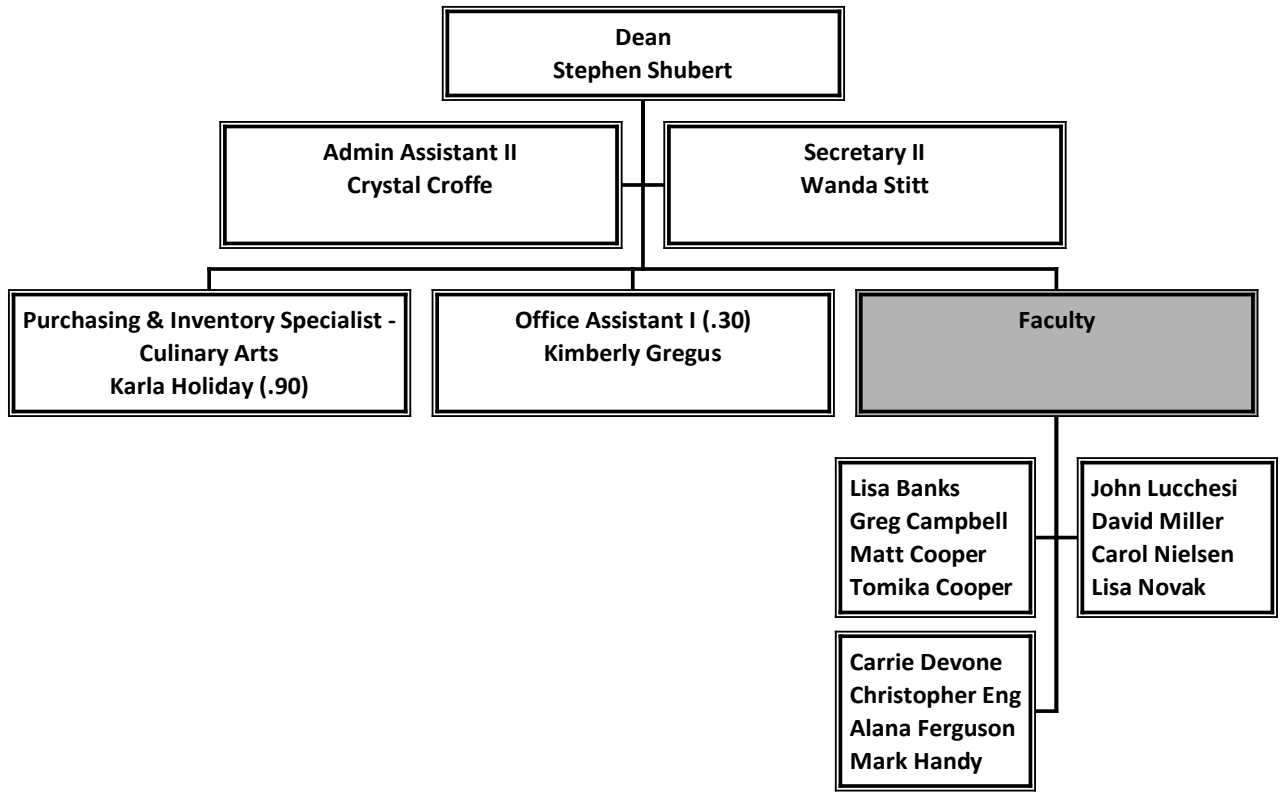 Dean
Stephen Shubert
Admin Assistant II
Crystal Croffe
Secretary II
Wanda Stitt
Purchasing & Inventory Specialist -
Culinary Arts
Karla Holiday (.90)
Office Assistant I (.30)
Kimberly Gregus
Faculty
Lisa Banks
Greg Campbell
Matt Cooper
Tomika Cooper
John Lucchesi
David Miller
Carol Nielsen
Lisa Novak
Carrie Devone
Christopher Eng
Alana Ferguson
Mark Handy